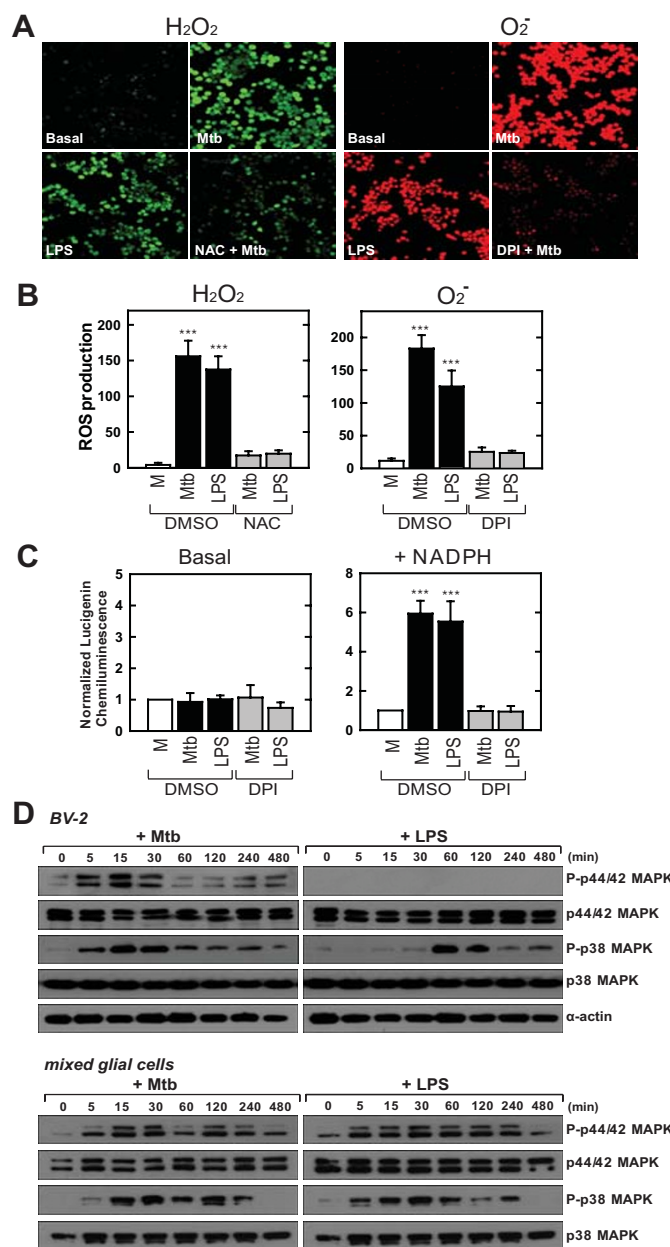 A
H₂O₂
O₂⁻
Basal
Mtb
Basal
Mtb
LPS
NAC + Mtb
LPS
DPI + Mtb
B
H₂O₂
O₂⁻
ROS production
200
150
100
50
0
M
Mtb
LPS
Mtb
LPS
DMSO
NAC
***
***
200
150
100
50
0
M
Mtb
LPS
Mtb
LPS
DMSO
DPI
***
***
C
Basal
+ NADPH
Normalized Lucigenin
Chemiluminescence
5
4
3
2
1
0
M
Mtb
LPS
Mtb
LPS
DMSO
DPI
8
6
4
2
0
***
***
M
Mtb
LPS
Mtb
LPS
DMSO
DPI
D
BV-2
+ Mtb
+ LPS
0 5 15 30 60 120 240 480
0 5 15 30 60 120 240 480 (min)
P-p44/42 MAPK
p44/42 MAPK
P-p38 MAPK
p38 MAPK
α-actin
mixed glial cells
+ Mtb
+ LPS
0 5 15 30 60 120 240 480
0 5 15 30 60 120 240 480 (min)
P-p44/42 MAPK
p44/42 MAPK
P-p38 MAPK
p38 MAPK